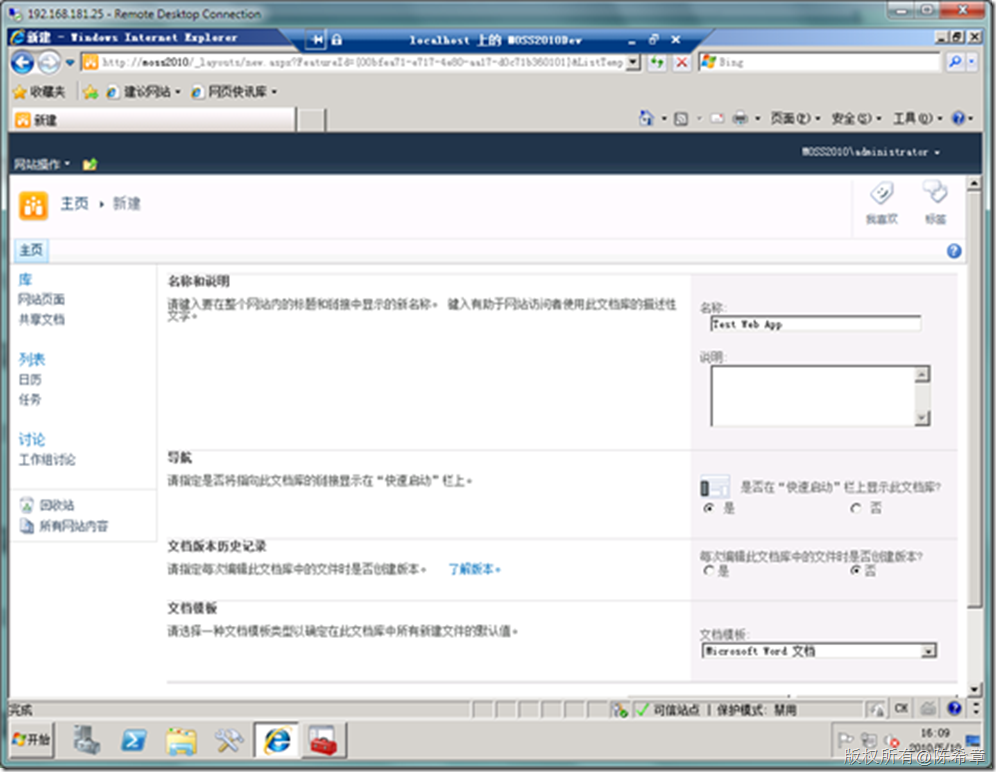 192.168.181.25 - Remote Desktop Connection
新建 - Windows Internet Explorer
localhost 上的 MOSS2010Dev
http://moss2010/_layouts/new.aspx?FeatureId={00bfea71-e717-4e80-aa17-d0c71b360101}&ListTemp
Bing
收藏夹
建议网站
网页快讯库
新建
页面(P)
安全(S)
工具(O)
网站操作
MOSS2010\administrator
主页
新建
我喜欢
标签
主页
库
网站页面
共享文档
列表
日历
任务
讨论
工作组讨论
回收站
所有网站内容
名称和说明
请键入要在整个网站内的标题和链接中显示的新名称。 键入有助于网站访问者使用此文档库的描述性
文字。
名称:
Test Web App
说明:
导航
请指定是否将指向此文档库的链接显示在“快速启动”栏上。
是否在“快速启动”栏上显示此文档库?
是
否
文档版本历史记录
请指定每次编辑此文档库中的文件时是否创建版本。 了解版本。
每次编辑此文档库中的文件时是否创建版本?
是
否
文档模板
请选择一种文档模板类型以确定在此文档库中所有新建文件的默认值。
文档模板:
Microsoft Word 文档
完成
可信站点 | 保护模式: 禁用
CH
开始
16:09
版权所有@陈希章